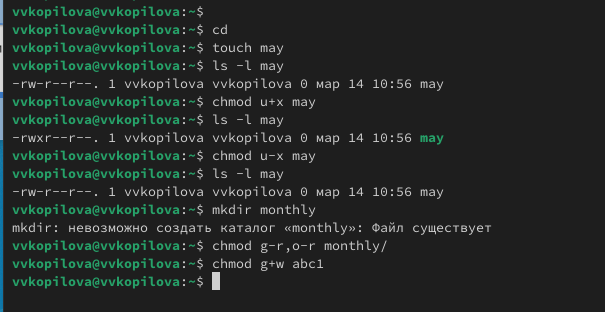 vvkopilova@vvkopilova:~$
vvkopilova@vvkopilova:~$ cd
vvkopilova@vvkopilova:~$ touch may
vvkopilova@vvkopilova:~$ ls -l may
-rw-r--r--. 1 vvkopilova vvkopilova 0 мар 14 10:56 may
vvkopilova@vvkopilova:~$ chmod u+x may
vvkopilova@vvkopilova:~$ ls -l may
-rwxr--r--. 1 vvkopilova vvkopilova 0 мар 14 10:56 may
vvkopilova@vvkopilova:~$ chmod u-x may
vvkopilova@vvkopilova:~$ ls -l may
-rw-r--r--. 1 vvkopilova vvkopilova 0 мар 14 10:56 may
vvkopilova@vvkopilova:~$ mkdir monthly
mkdir: невозможно создать каталог «monthly»: Файл существует
vvkopilova@vvkopilova:~$ chmod g-r,o-r monthly/
vvkopilova@vvkopilova:~$ chmod g+w abc1
vvkopilova@vvkopilova:~$